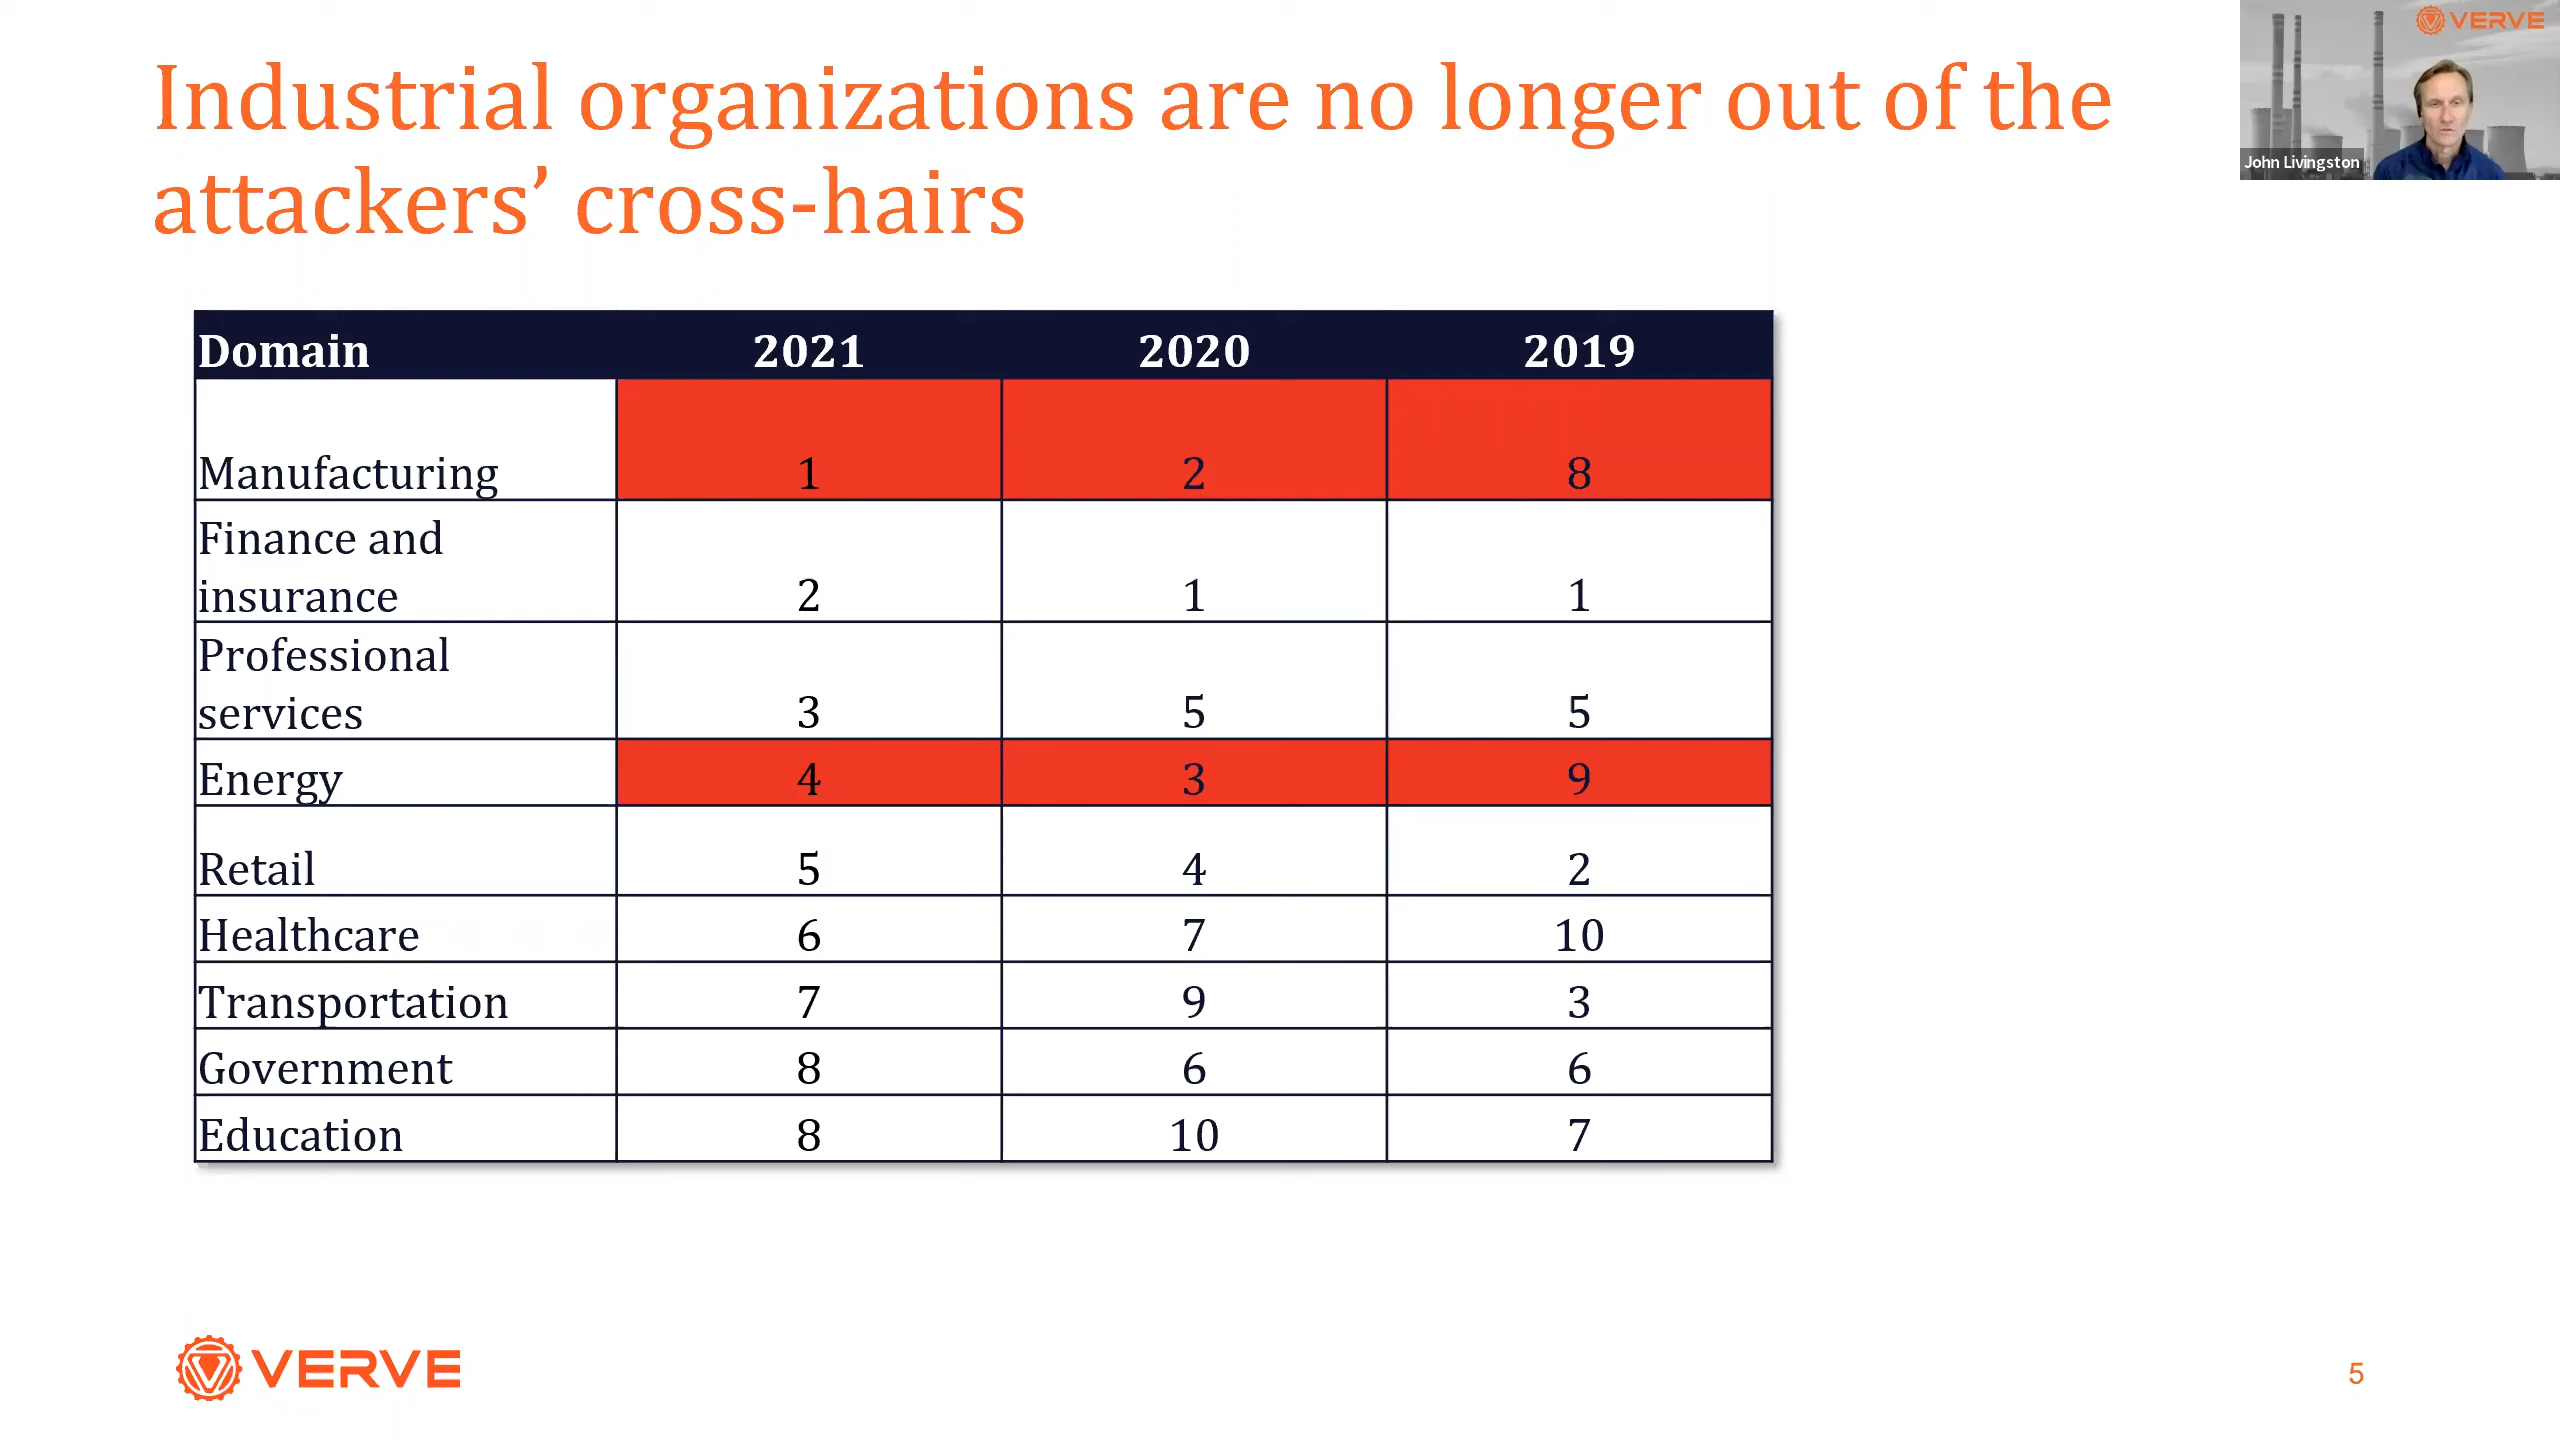 Industrial organizations are no longer out of the
attackers’ cross-hairs
VERVE
John Livingston
Domain 2021 2020 2019
Manufacturing 1 2 8
Finance and
insurance 2 1 1
Professional
services 3 5 5
Energy 4 3 9
Retail 5 4 2
Healthcare 6 7 10
Transportation 7 9 3
Government 8 6 6
Education 8 10 7
VERVE
5